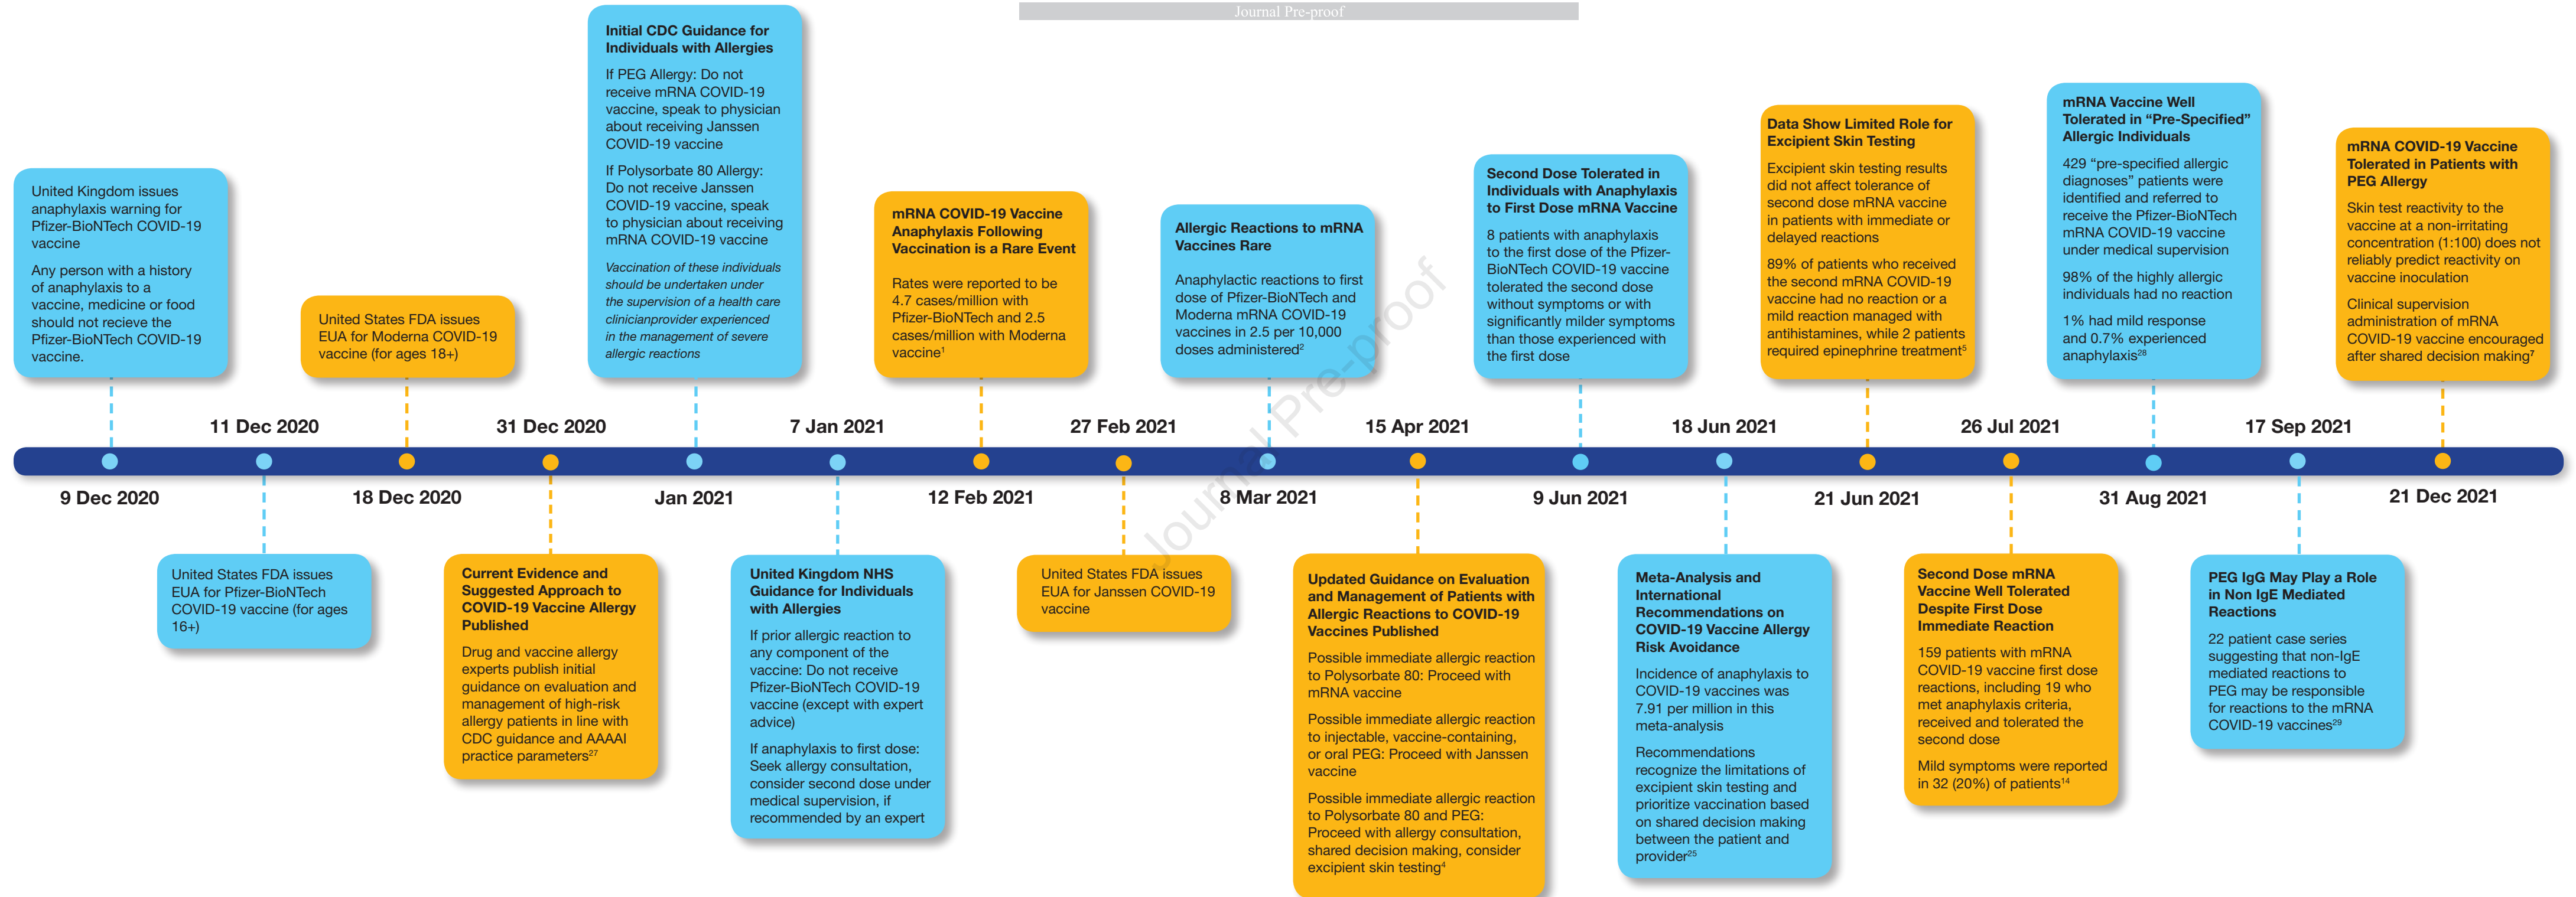 Journal Pre-proof
United Kingdom issues
anaphylaxis warning for
Pfizer-BioNTech COVID-19
vaccine
Any person with a history
of anaphylaxis to a
vaccine, medicine or food
should not recieve the
Pfizer-BioNTech COVID-19
vaccine.
9 Dec 2020
11 Dec 2020
United States FDA issues
EUA for Pfizer-BioNTech
COVID-19 vaccine (for ages
16+)
United States FDA issues
EUA for Moderna COVID-19
vaccine (for ages 18+)
18 Dec 2020
31 Dec 2020
Current Evidence and
Suggested Approach to
COVID-19 Vaccine Allergy
Published
Drug and vaccine allergy
experts publish initial
guidance on evaluation and
management of high-risk
allergy patients in line with
CDC guidance and AAAAI
practice parameters27
Initial CDC Guidance for
Individuals with Allergies
If PEG Allergy: Do not
receive mRNA COVID-19
vaccine, speak to physician
about receiving Janssen
COVID-19 vaccine
If Polysorbate 80 Allergy:
Do not receive Janssen
COVID-19 vaccine, speak
to physician about receiving
mRNA COVID-19 vaccine
Vaccination of these individuals
should be undertaken under
the supervision of a health care
clinicianprovider experienced
in the management of severe
allergic reactions
Jan 2021
7 Jan 2021
United Kingdom NHS
Guidance for Individuals
with Allergies
If prior allergic reaction to
any component of the
vaccine: Do not receive
Pfizer-BioNTech COVID-19
vaccine (except with expert
advice)
If anaphylaxis to first dose:
Seek allergy consultation,
consider second dose under
medical supervision, if
recommended by an expert
mRNA COVID-19 Vaccine
Anaphylaxis Following
Vaccination is a Rare Event
Rates were reported to be
4.7 cases/million with
Pfizer-BioNTech and 2.5
cases/million with Moderna
vaccine1
12 Feb 2021
27 Feb 2021
United States FDA issues
EUA for Janssen COVID-19
vaccine
Allergic Reactions to mRNA
Vaccines Rare
Anaphylactic reactions to first
dose of Pfizer-BioNTech and
Moderna mRNA COVID-19
vaccines in 2.5 per 10,000
doses administered2
8 Mar 2021
15 Apr 2021
Updated Guidance on Evaluation
and Management of Patients with
Allergic Reactions to COVID-19
Vaccines Published
Possible immediate allergic reaction
to Polysorbate 80: Proceed with
mRNA vaccine
Possible immediate allergic reaction
to injectable, vaccine-containing,
or oral PEG: Proceed with Janssen
vaccine
Possible immediate allergic reaction
to Polysorbate 80 and PEG:
Proceed with allergy consultation,
shared decision making, consider
excipient skin testing4
Second Dose Tolerated in
Individuals with Anaphylaxis
to First Dose mRNA Vaccine
8 patients with anaphylaxis
to the first dose of the Pfizer-
BioNTech COVID-19 vaccine
tolerated the second dose
without symptoms or with
significantly milder symptoms
than those experienced with
the first dose
9 Jun 2021
18 Jun 2021
Meta-Analysis and
International
Recommendations on
COVID-19 Vaccine Allergy
Risk Avoidance
Incidence of anaphylaxis to
COVID-19 vaccines was
7.91 per million in this
meta-analysis
Recommendations
recognize the limitations of
excipient skin testing and
prioritize vaccination based
on shared decision making
between the patient and
provider25
Data Show Limited Role for
Excipient Skin Testing
Excipient skin testing results
did not affect tolerance of
second dose mRNA vaccine
in patients with immediate or
delayed reactions
89% of patients who received
the second mRNA COVID-19
vaccine had no reaction or a
mild reaction managed with
antihistamines, while 2 patients
required epinephrine treatment5
21 Jun 2021
26 Jul 2021
Second Dose mRNA
Vaccine Well Tolerated
Despite First Dose
Immediate Reaction
159 patients with mRNA
COVID-19 vaccine first dose
reactions, including 19 who
met anaphylaxis criteria,
received and tolerated the
second dose
Mild symptoms were reported
in 32 (20%) of patients14
mRNA Vaccine Well
Tolerated in “Pre-Specified”
Allergic Individuals
429 “pre-specified allergic
diagnoses” patients were
identified and referred to
receive the Pfizer-BioNTech
mRNA COVID-19 vaccine
under medical supervision
98% of the highly allergic
individuals had no reaction
1% had mild response
and 0.7% experienced
anaphylaxis28
31 Aug 2021
17 Sep 2021
PEG IgG May Play a Role
in Non IgE Mediated
Reactions
22 patient case series
suggesting that non-IgE
mediated reactions to
PEG may be responsible
for reactions to the mRNA
COVID-19 vaccines29
mRNA COVID-19 Vaccine
Tolerated in Patients with
PEG Allergy
Skin test reactivity to the
vaccine at a non-irritating
concentration (1:100) does not
reliably predict reactivity on
vaccine inoculation
Clinical supervision
administration of mRNA
COVID-19 vaccine encouraged
after shared decision making7
21 Dec 2021
Journal Pre-proof